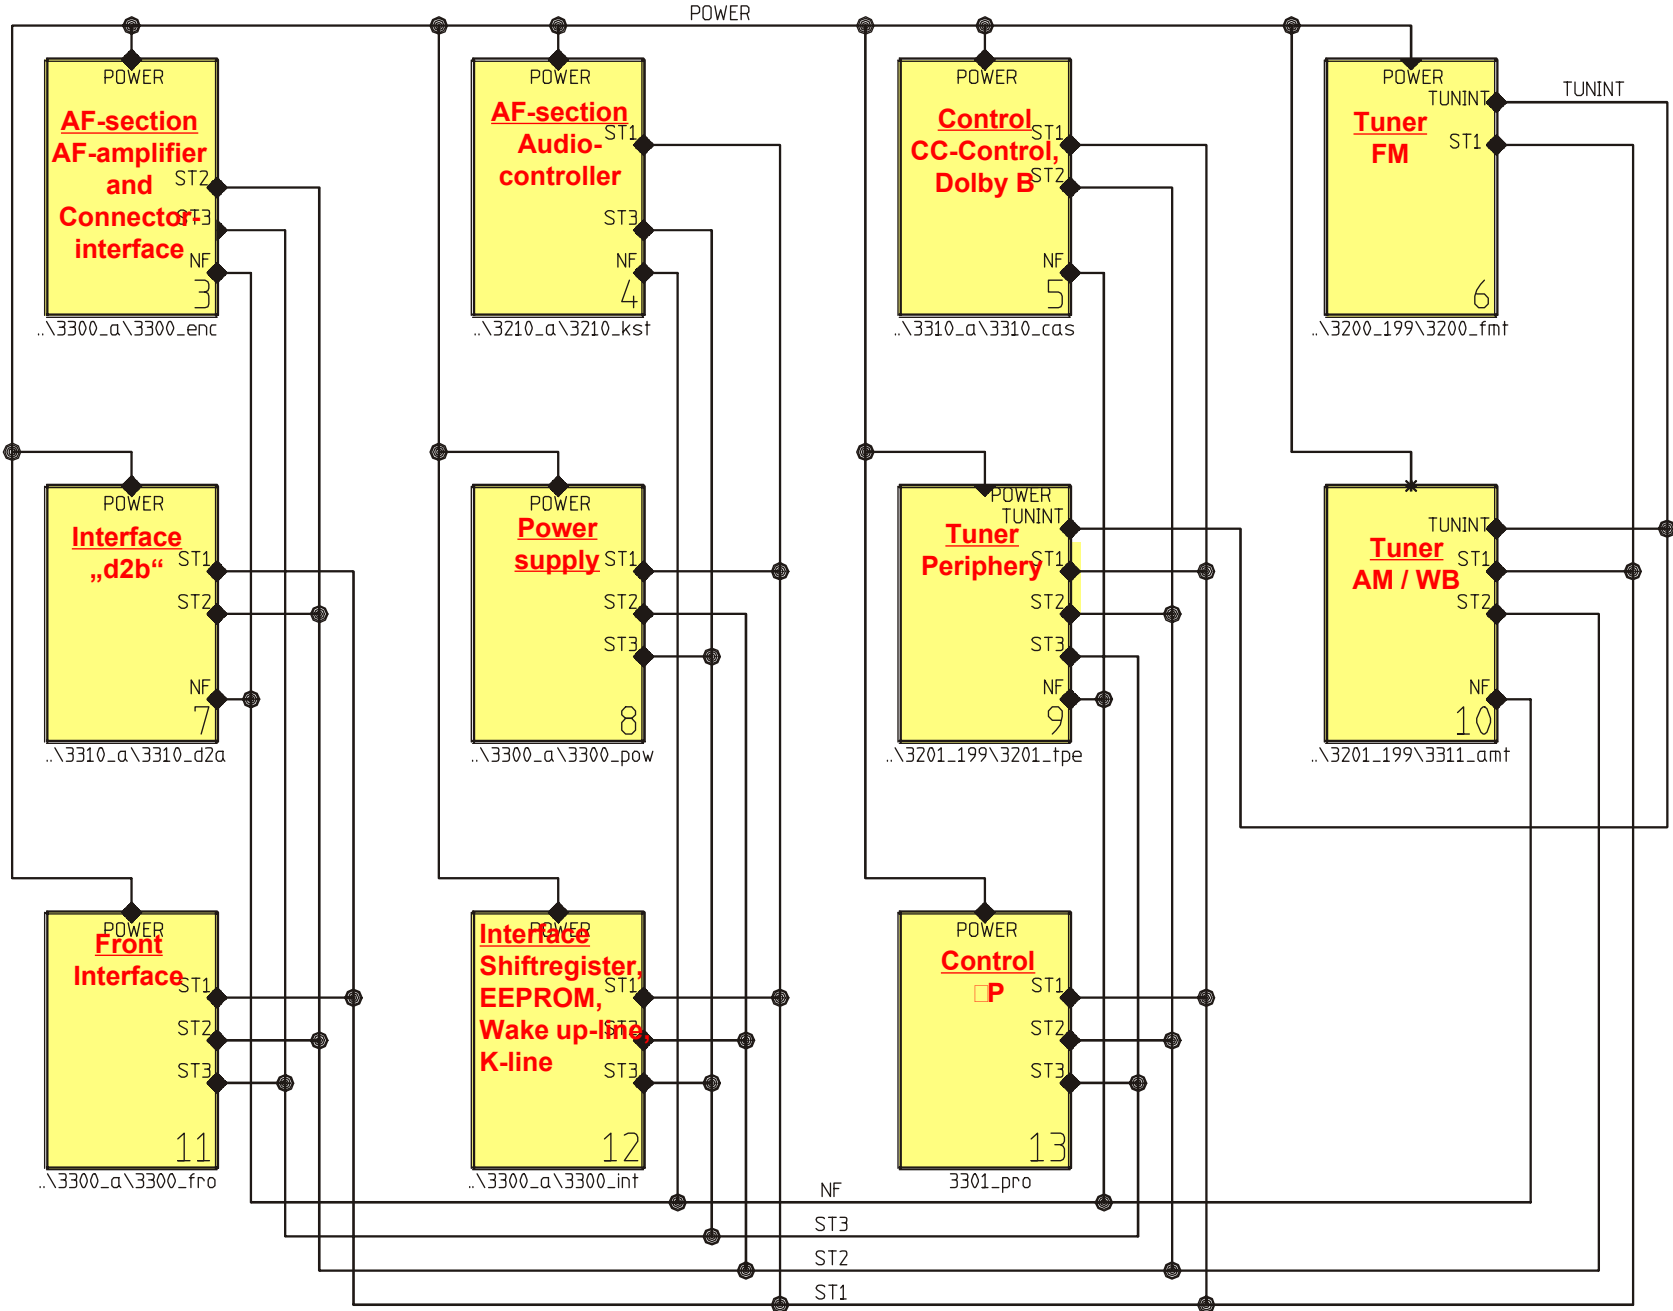 POWER
POWER
AF-section
AF-amplifier
and
Connector-
interface
ST2
ST3
NF
3
..\3300_a\3300_enc
POWER
AF-section
Audio-
controller
ST1
ST3
NF
4
..\3210_a\3210_kst
POWER
Control
CC-Control,
Dolby B
ST1
ST2
NF
5
..\3310_a\3310_cas
POWER
TUNINT
Tuner
FM
ST1
6
..\3200_199\3200_fmt
TUNINT
POWER
Interface
„d2b“
ST1
ST2
NF
7
..\3310_a\3310_d2a
POWER
Power
supply
ST1
ST2
ST3
8
..\3300_a\3300_pow
POWER
TUNINT
Tuner
Periphery
ST1
ST2
ST3
NF
9
..\3201_199\3201_tpe
TUNINT
Tuner
AM / WB
ST1
ST2
NF
10
..\3201_199\3311_amt
POWER
Front
Interface
ST1
ST2
ST3
11
..\3300_a\3300_fro
POWER
Interface
Shiftregister,
EEPROM,
Wake up-line,
K-line
ST1
ST2
ST3
12
..\3300_a\3300_int
POWER
Control
□P
ST1
ST2
ST3
13
3301_pro
NF
ST3
ST2
ST1